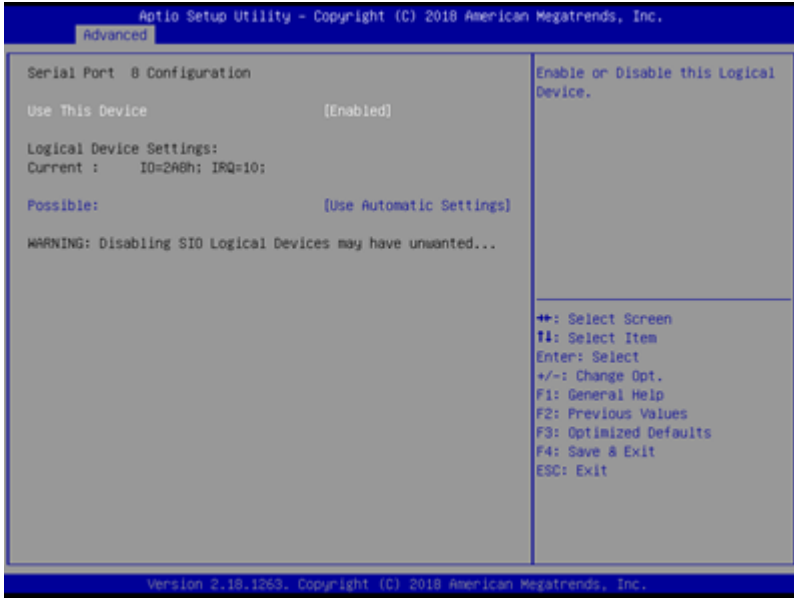 Aptio Setup Utility - Copyright (C) 2018 American Megatrends, Inc.
Advanced
Serial Port 8 Configuration
Use This Device [Enabled]
Logical Device Settings:
Current : IO=2A8h; IRQ=10;
Possible: [Use Automatic Settings]
WARNING: Disabling SIO Logical Devices may have unwanted...
Enable or Disable this Logical
Device.
→←: Select Screen
↑↓: Select Item
Enter: Select
+/-: Change Opt.
F1: General Help
F2: Previous Values
F3: Optimized Defaults
F4: Save & Exit
ESC: Exit
Version 2.18.1263. Copyright (C) 2018 American Megatrends, Inc.